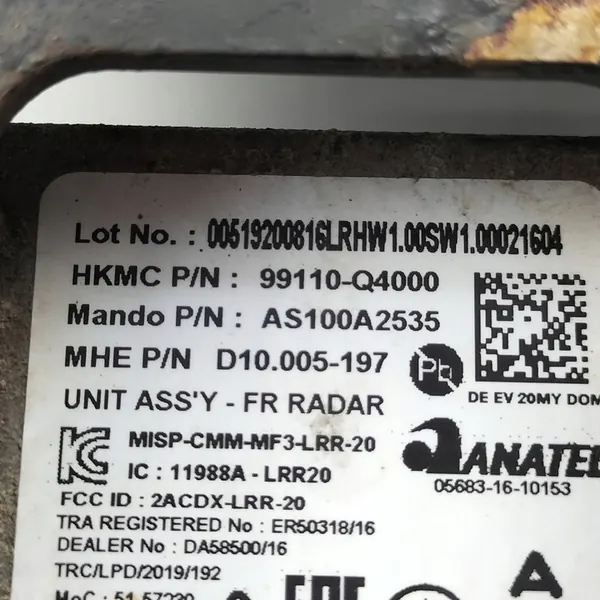 Lot No. : 00519200816LRHW1.00SW1.00021604
HKMC P/N : 99110-Q4000
Mando P/N : AS100A2535
MHE P/N D10.005-197
Pb
DE EV 20MY DOM
UNIT ASS'Y - FR RADAR
MISP-CMM-MF3-LRR-20
IC : 11988A - LRR20
ANATEL
05683-16-10153
FCC ID : 2ACDX-LRR-20
TRA REGISTERED No : ER50318/16
DEALER No : DA58500/16
TRC/LPD/2019/192